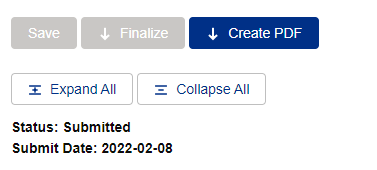 Save Finalize Create PDF
Expand All Collapse All
Status: Submitted
Submit Date: 2022-02-08